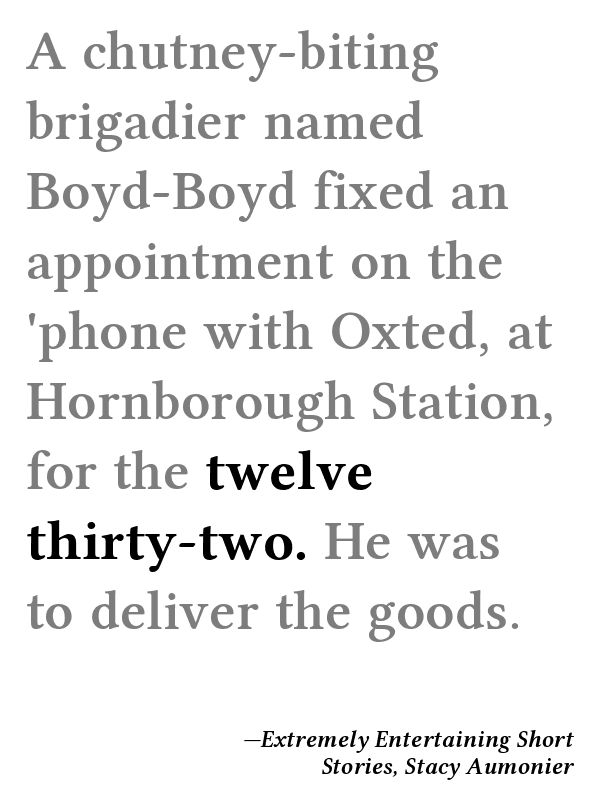 A chutney-biting
brigadier named
Boyd-Boyd fixed an
appointment on the
'phone with Oxted, at
Hornborough Station,
for the twelve
thirty-two. He was
to deliver the goods.
—Extremely Entertaining Short
Stories, Stacy Aumonier